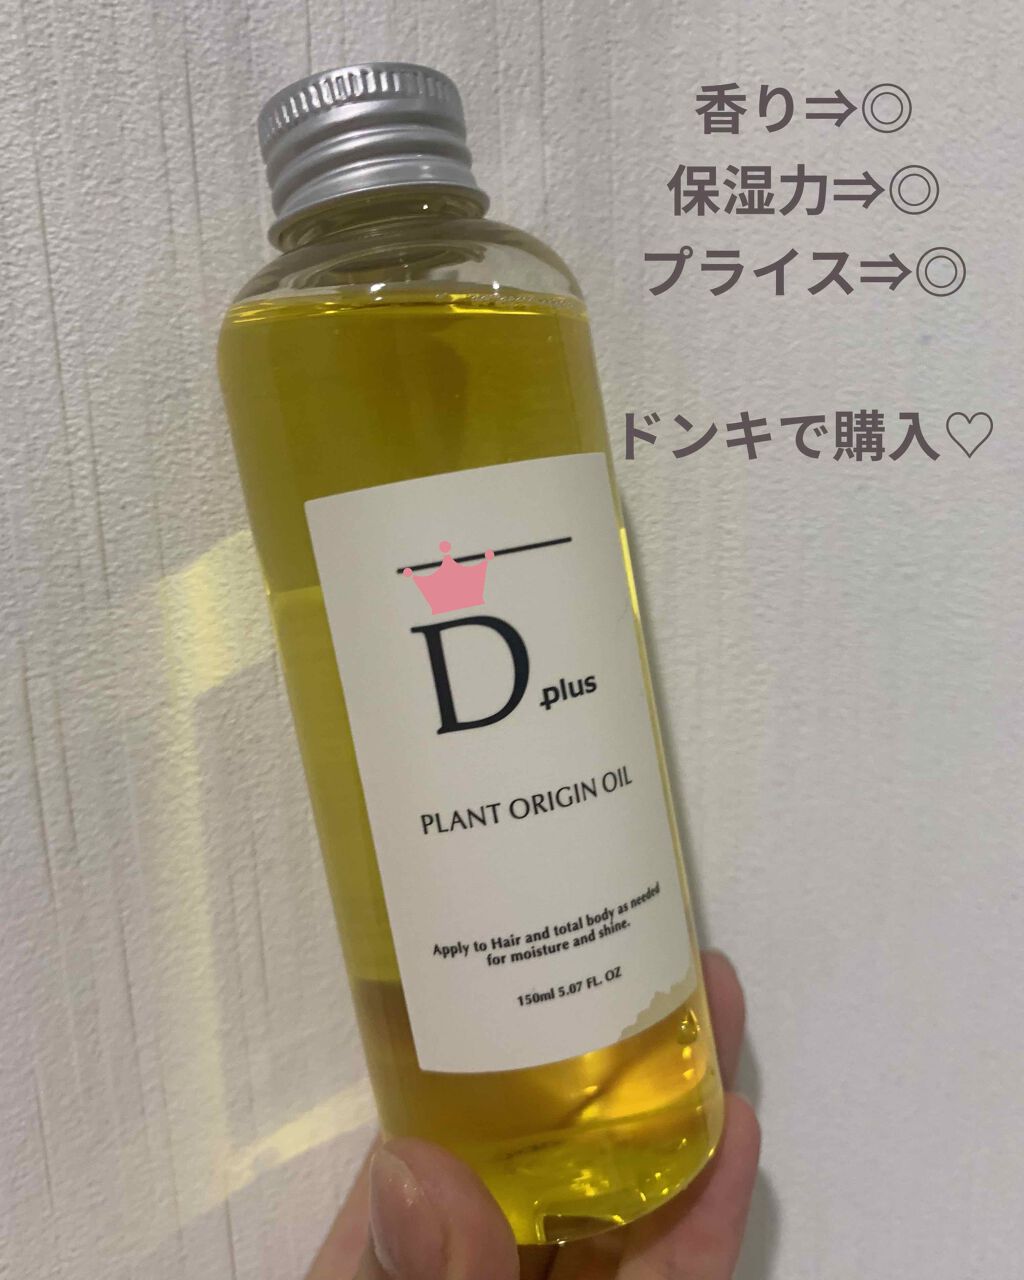 香り⇒◎
保湿力⇒◎
プライス⇒◎
ドンキで購入♡
D.plus
PLANT ORIGIN OIL
Apply to Hair and total body as needed
for moisture and shine.
150ml 5.07 FL. OZ